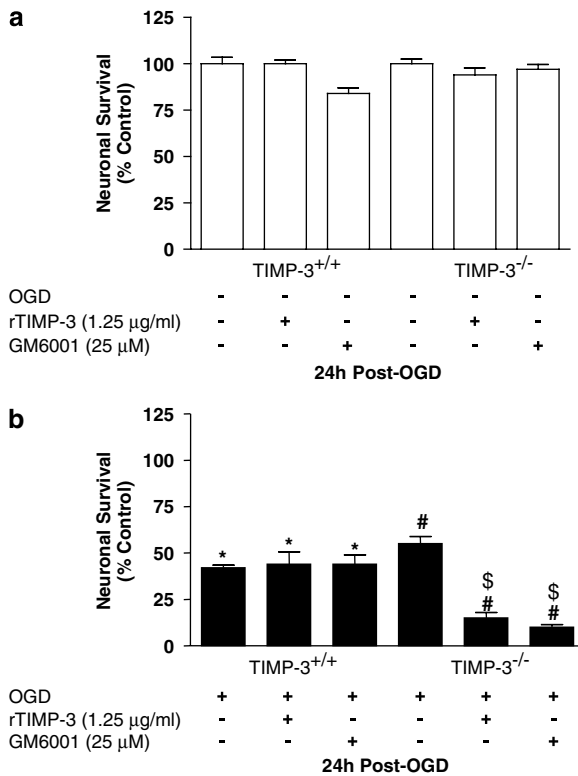 a
Neuronal Survival
(% Control)
125
100
75
50
25
0
TIMP-3+/+ TIMP-3-/-
OGD - - - - - -
rTIMP-3 (1.25 µg/ml) - + - - + -
GM6001 (25 µM) - - + - - +
24h Post-OGD
b
Neuronal Survival
(% Control)
125
100
75
50
25
0
* * * # $ # $ #
TIMP-3+/+ TIMP-3-/-
OGD + + + + + +
rTIMP-3 (1.25 µg/ml) - + - - + -
GM6001 (25 µM) - - + - - +
24h Post-OGD